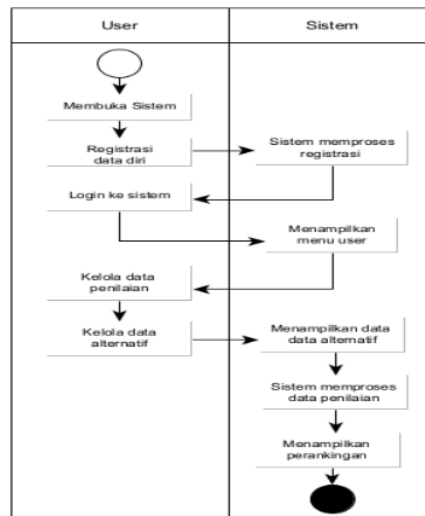 User
Sistem
Membuka Sistem
Registrasi
data diri
Sistem memproses
registrasi
Login ke sistem
Menampilkan
menu user
Kelola data
penilaian
Kelola data
alternatif
Menampilkan data
data alternatif
Sistem memproses
data penilaian
Menampilkan
perankingan